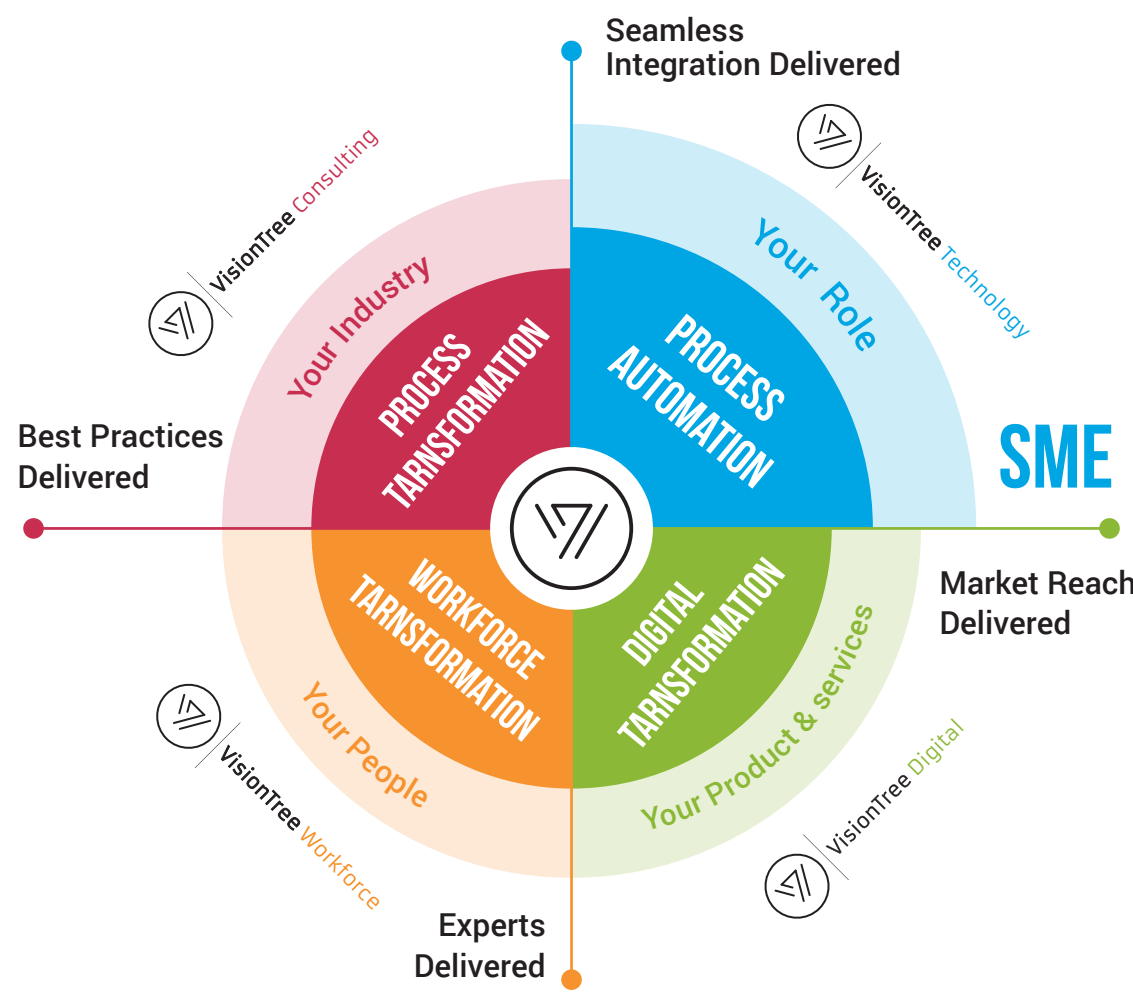 Seamless
Integration Delivered
VisionTree Consulting
VisionTree Technology
Your Industry
Your Role
PROCESS
TARNSFORMATION
PROCESS
AUTOMATION
Best Practices
Delivered
SME
WORKFORCE
TARNSFORMATION
DIGITAL
TARNSFORMATION
Market Reach
Delivered
Your People
Your Product & services
VisionTree Workforce
VisionTree Digital
Experts
Delivered